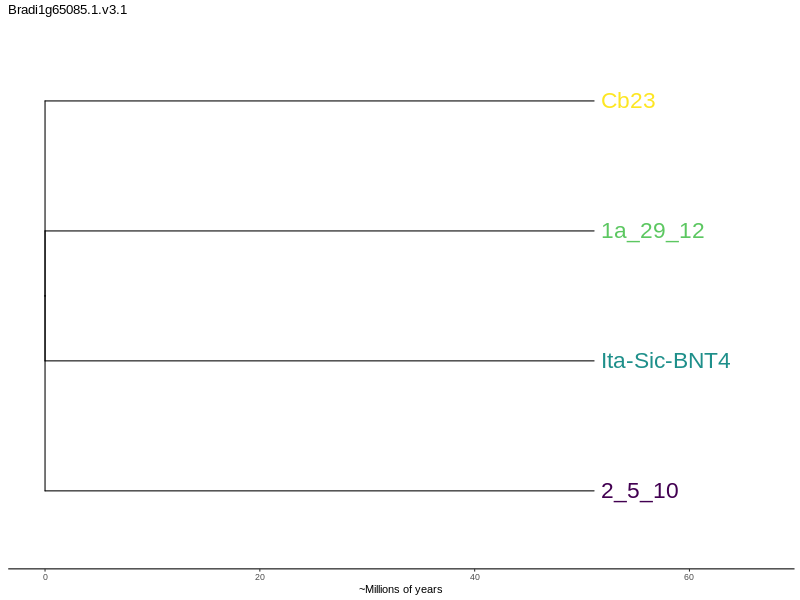 Bradi1g65085.1.v3.1
Cb23
1a_29_12
Ita-Sic-BNT4
2_5_10
0 20 40 60
~Millions of years